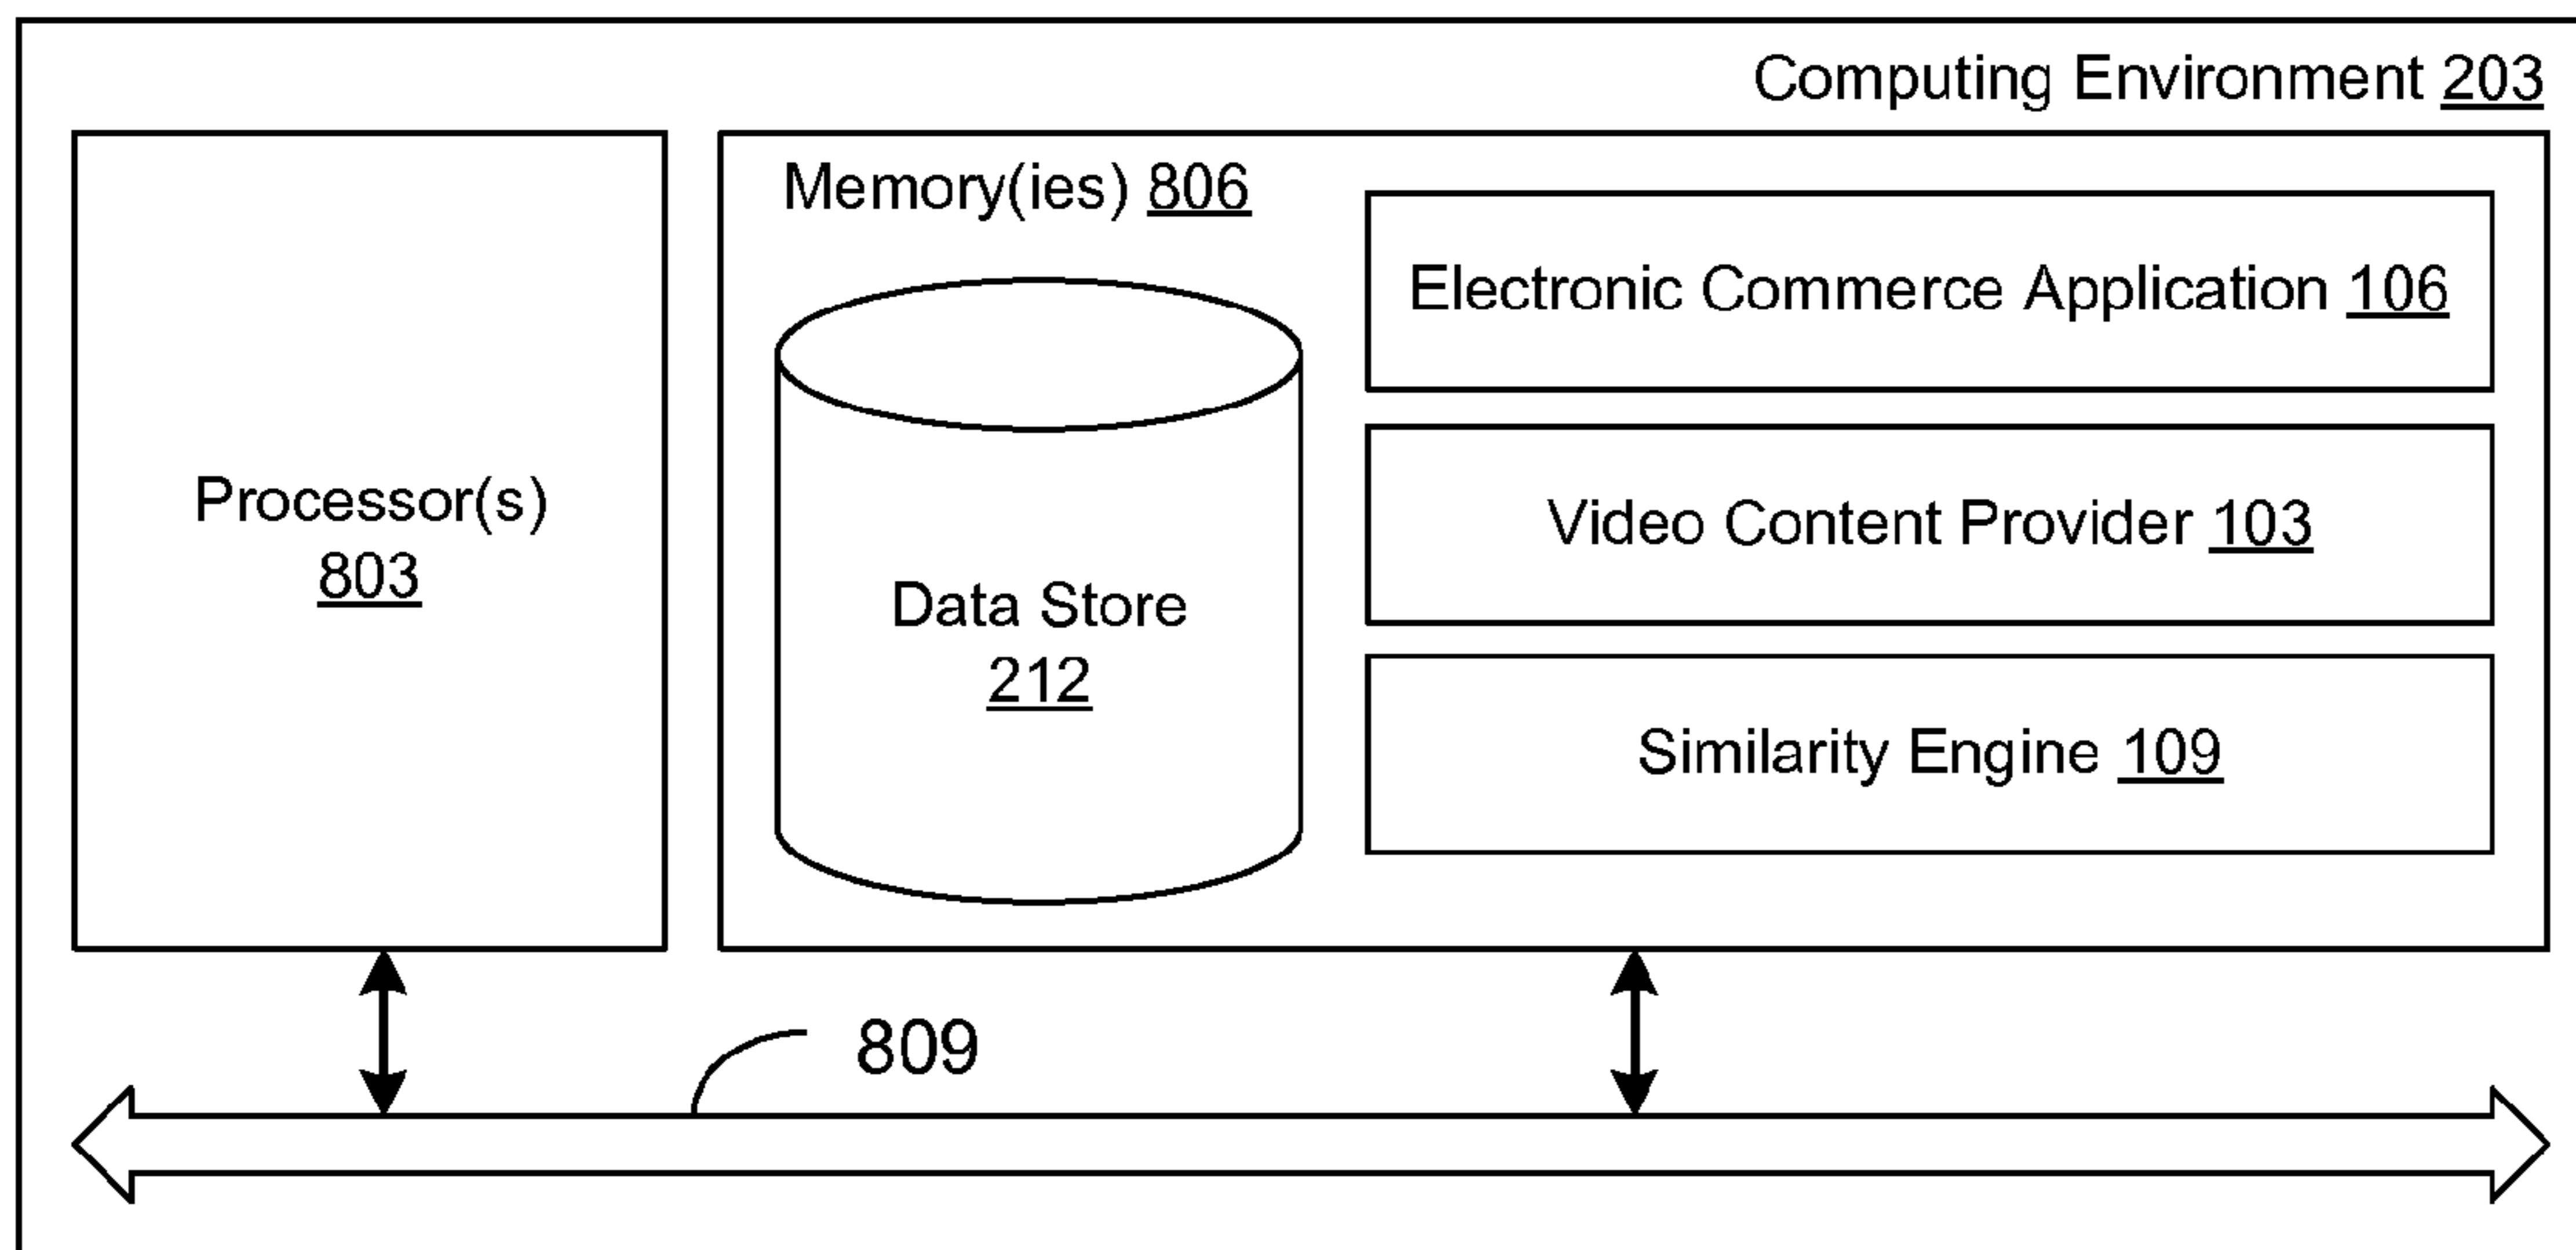 Computing Environment 203
Processor(s)
803
Memory(ies) 806
Data Store
212
Electronic Commerce Application 106
Video Content Provider 103
Similarity Engine 109
809